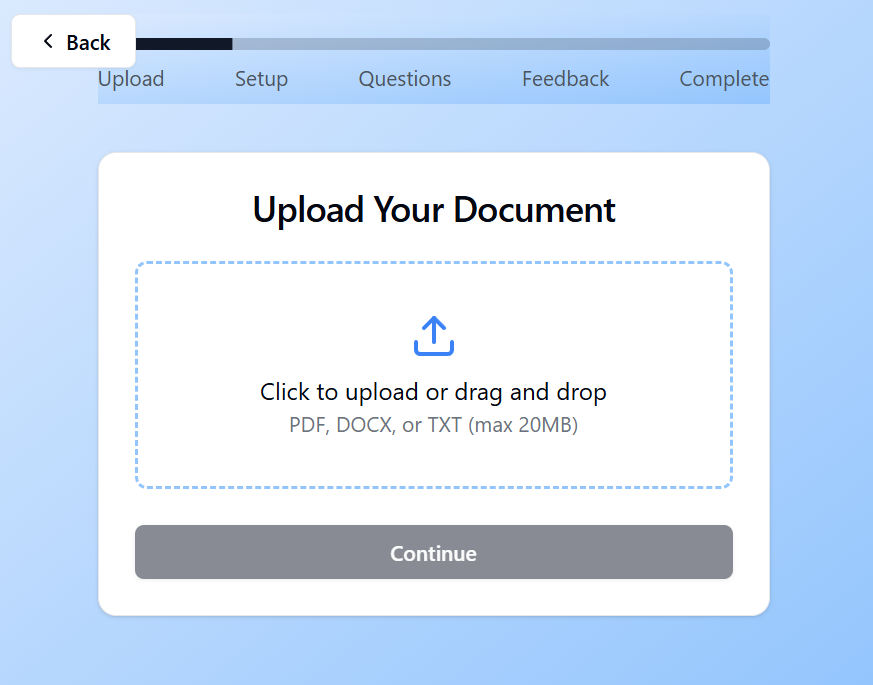 Back
Upload Setup Questions Feedback Complete
Upload Your Document
Click to upload or drag and drop
PDF, DOCX, or TXT (max 20MB)
Continue